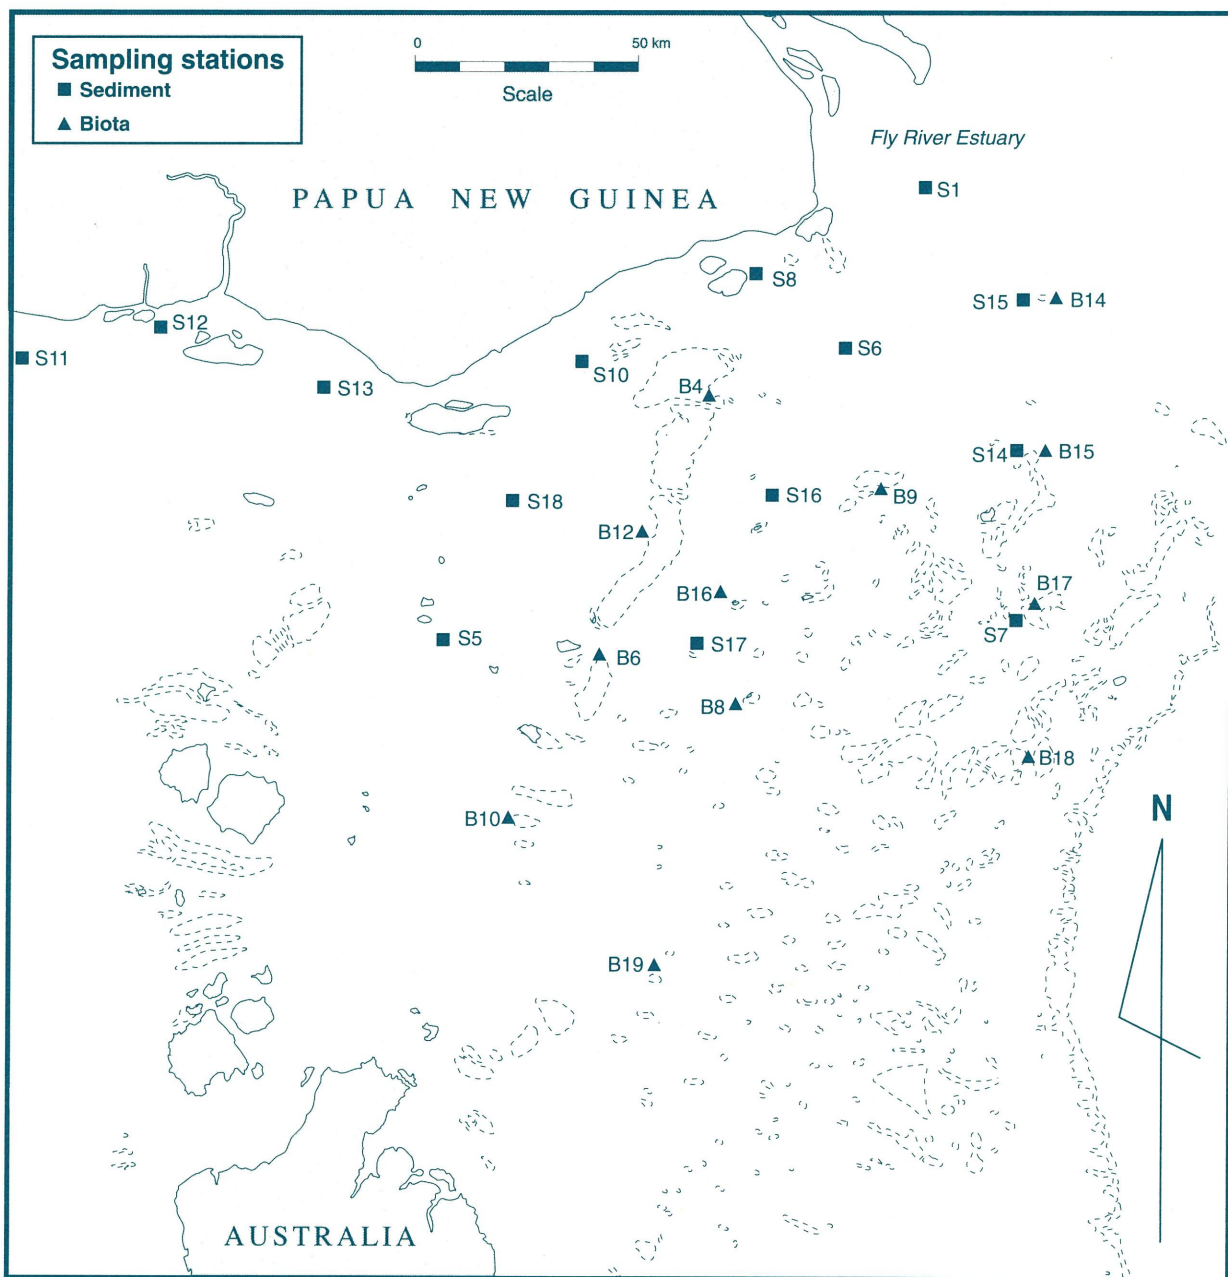 Sampling stations
Sediment
Biota
0 50 km
Scale
Fly River Estuary
PAPUA NEW GUINEA
S1
S8
S15 B14
S12
S11
S6
S10
S13
B4
S14 B15
S18
S16
B9
B12
B16
B17
S7
S5
S17
B6
B8
B18
N
B10
B19
AUSTRALIA